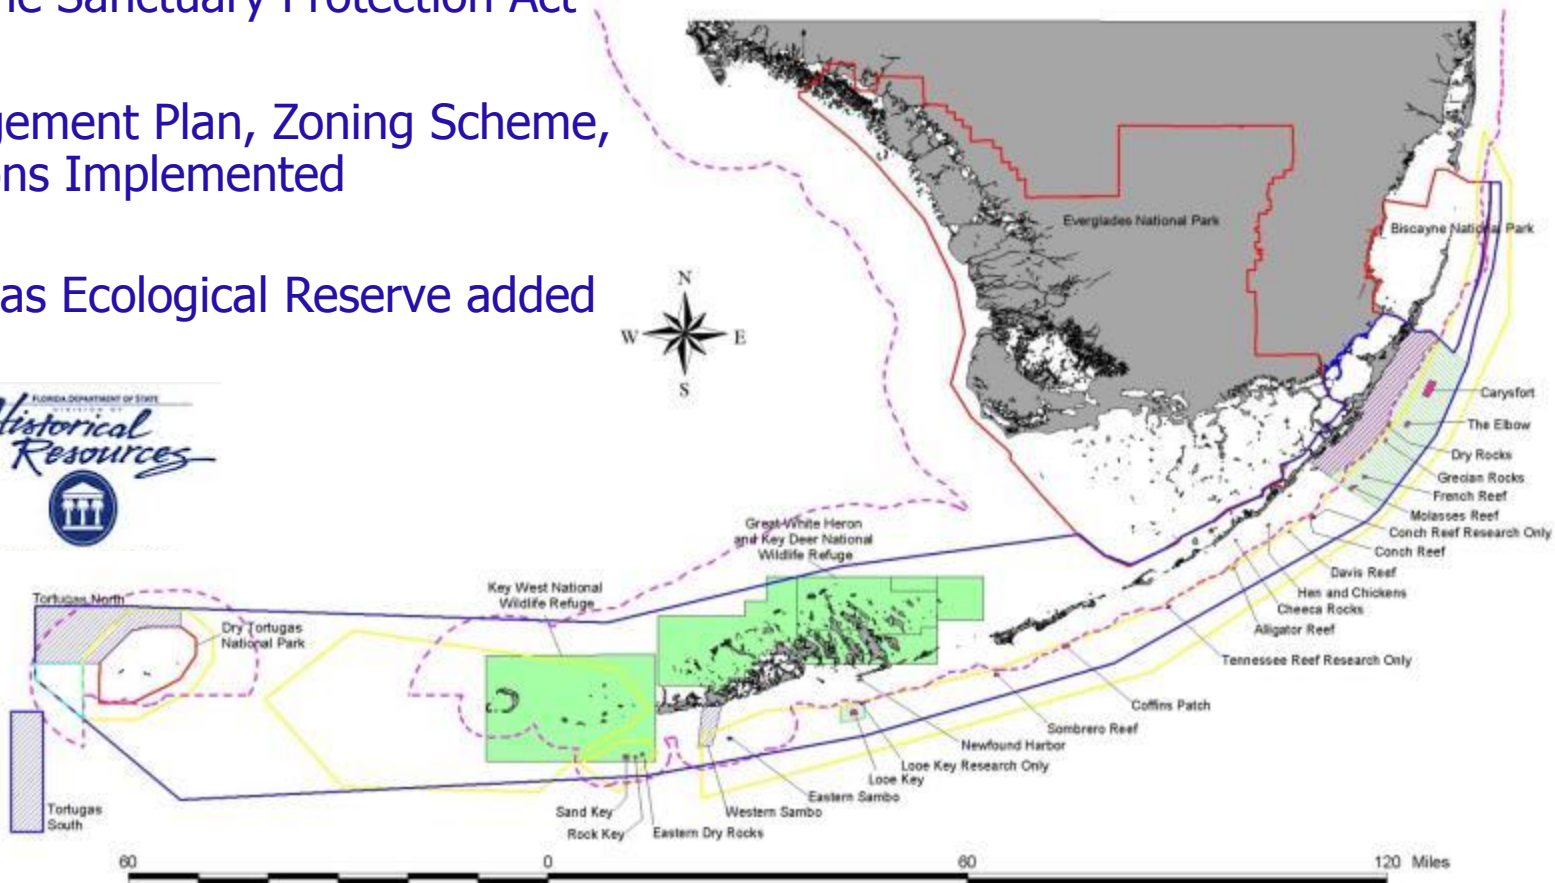 ne Sanctuary Protection Act
gement Plan, Zoning Scheme,
ons Implemented
as Ecological Reserve added
FLORIDA DEPARTMENT OF STATE
DIVISION OF
Historical
Resources
N
W E
S
Everglades National Park
Biscayne National Park
Carysfort
The Elbow
Dry Rocks
Grecian Rocks
French Reef
Molasses Reef
Conch Reef Research Only
Conch Reef
Davis Reef
Hen and Chickens
Cheeca Rocks
Alligator Reef
Tennessee Reef Research Only
Coffins Patch
Sombrero Reef
Newfound Harbor
Looe Key Research Only
Looe Key
Eastern Sambo
Western Sambo
Eastern Dry Rocks
Rock Key
Sand Key
Great White Heron
and Key Deer National
Wildlife Refuge
Key West National
Wildlife Refuge
Tortugas North
Dry Tortugas
National Park
Tortugas
South
60 0 60 120 Miles